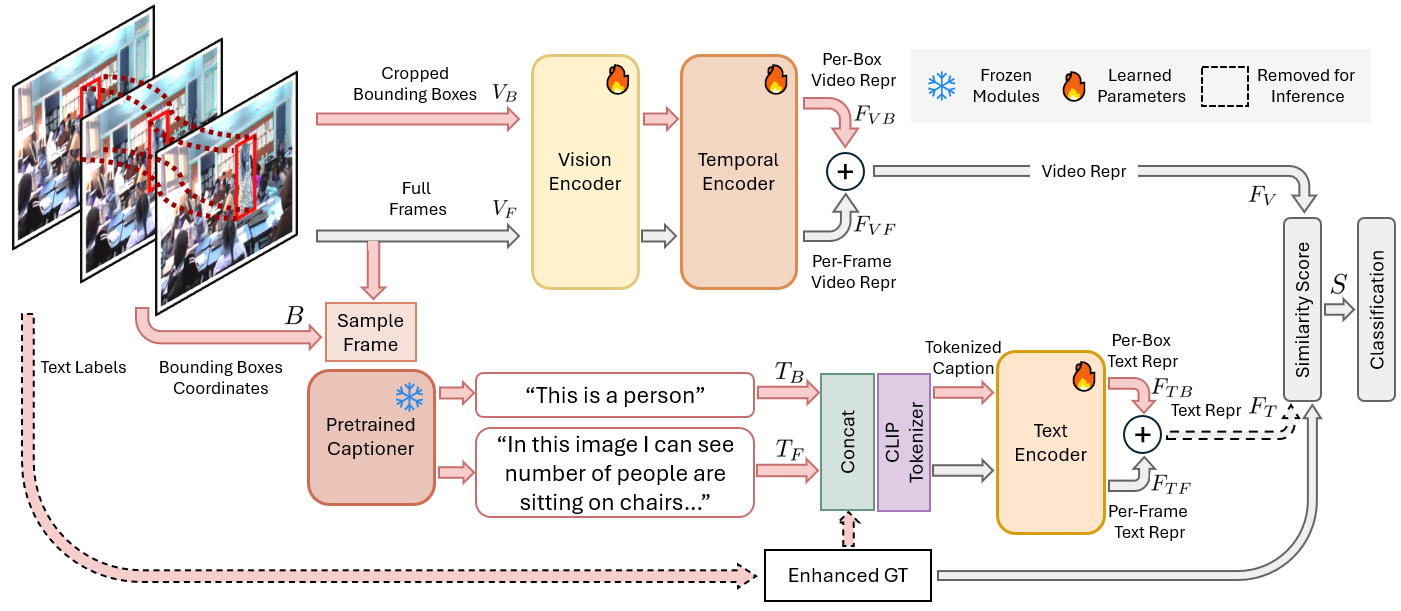 Cropped
Bounding Boxes
V_B
Full
Frames
V_F
Vision
Encoder
Temporal
Encoder
Per-Box
Video Repr
F_{VB}
+
F_{VF}
Per-Frame
Video Repr
Frozen
Modules
Learned
Parameters
Removed for
Inference
Video Repr
F_V
Similarity Score
S
Classification
B
Sample
Frame
Text Labels
Bounding Boxes
Coordinates
Pretrained
Captioner
“This is a person”
“In this image I can see
number of people are
sitting on chairs...”
T_B
T_F
Concat
CLIP
Tokenizer
Tokenized
Caption
Text
Encoder
Per-Box
Text Repr
F_{TB}
+
Text Repr
F_T
F_{TF}
Per-Frame
Text Repr
Enhanced GT